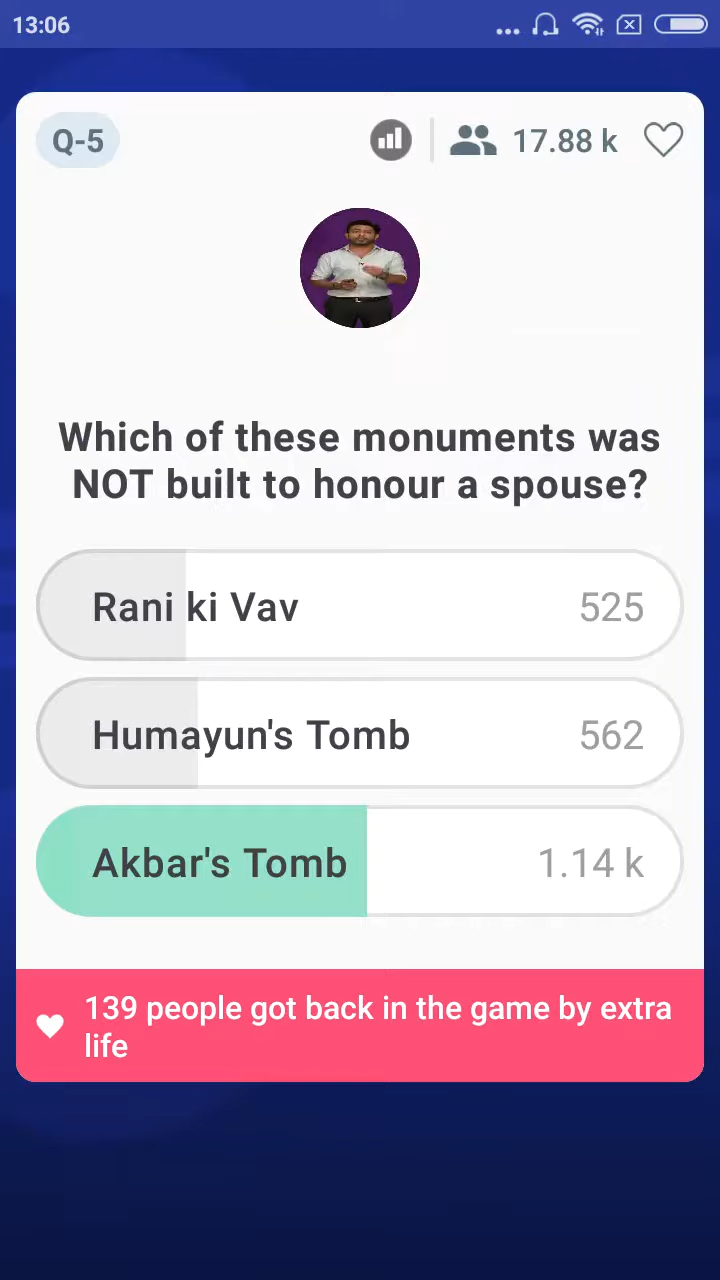 13:06
Q-5
17.88 k
Which of these monuments was
NOT built to honour a spouse?
Rani ki Vav 525
Humayun's Tomb 562
Akbar's Tomb 1.14 k
139 people got back in the game by extra
life